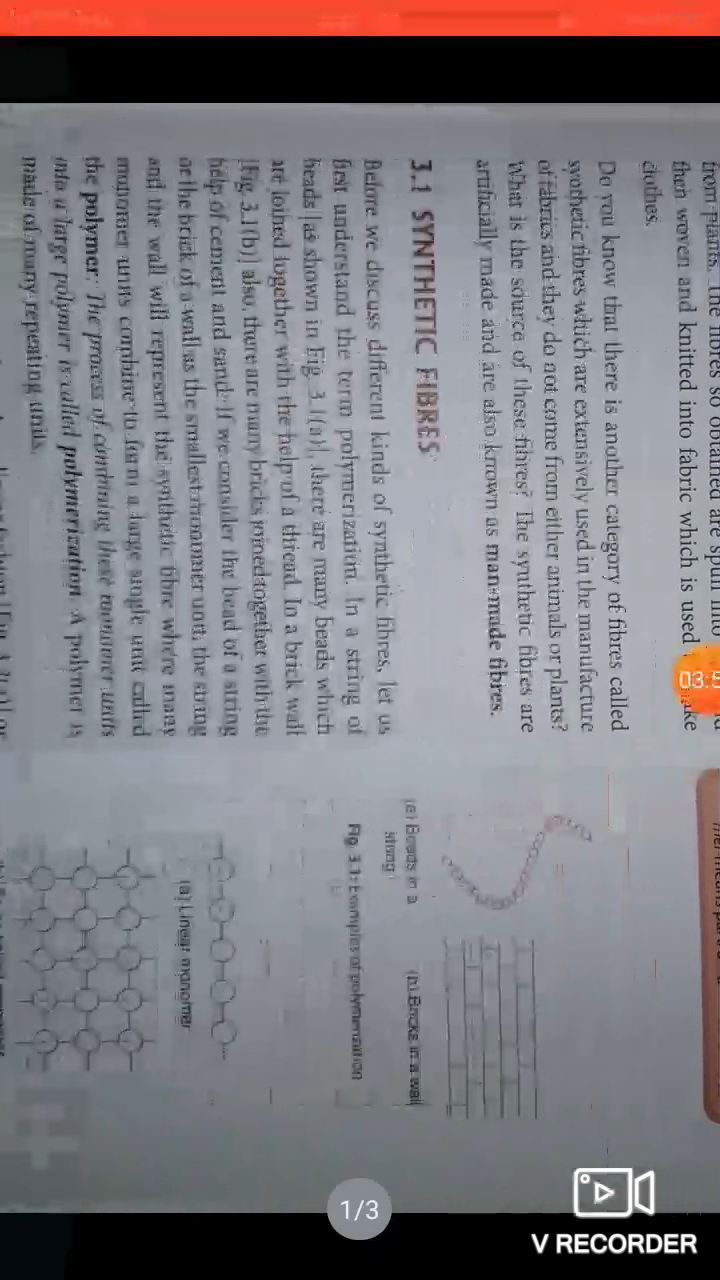 from plants. The fibres so obtained are spun into
then woven and knitted into fabric which is used
clothes.
Do you know that there is another category of fibres called
synthetic fibres which are extensively used in the manufacture
of fabrics and they do not come from either animals or plants?
What is the source of these fibres? The synthetic fibres are
artificially made and are also known as man-made fibres.
3.1 SYNTHETIC FIBRES
Before we discuss different kinds of synthetic fibres, let us
first understand the term polymerization. In a string of
beads [as shown in Fig. 3.1(a)], there are many beads which
are joined together with the help of a thread. In a brick wall
[Fig. 3.1(b)] also, there are many bricks joined together with the
help of cement and sand. If we consider the bead of a string
or the brick of a wall as the smallest monomer unit, the string
and the wall will represent the synthetic fibre where many
monomer units combine to form a large single unit called
the polymer. The process of combining these monomer units
into a large polymer is called polymerization. A polymer is
made of many repeating units.
(a) Beads in a
string
(b) Bricks in a wall
Fig. 3.1: Examples of polymerization
(a) Linear monomer
03:5
1/3
V RECORDER